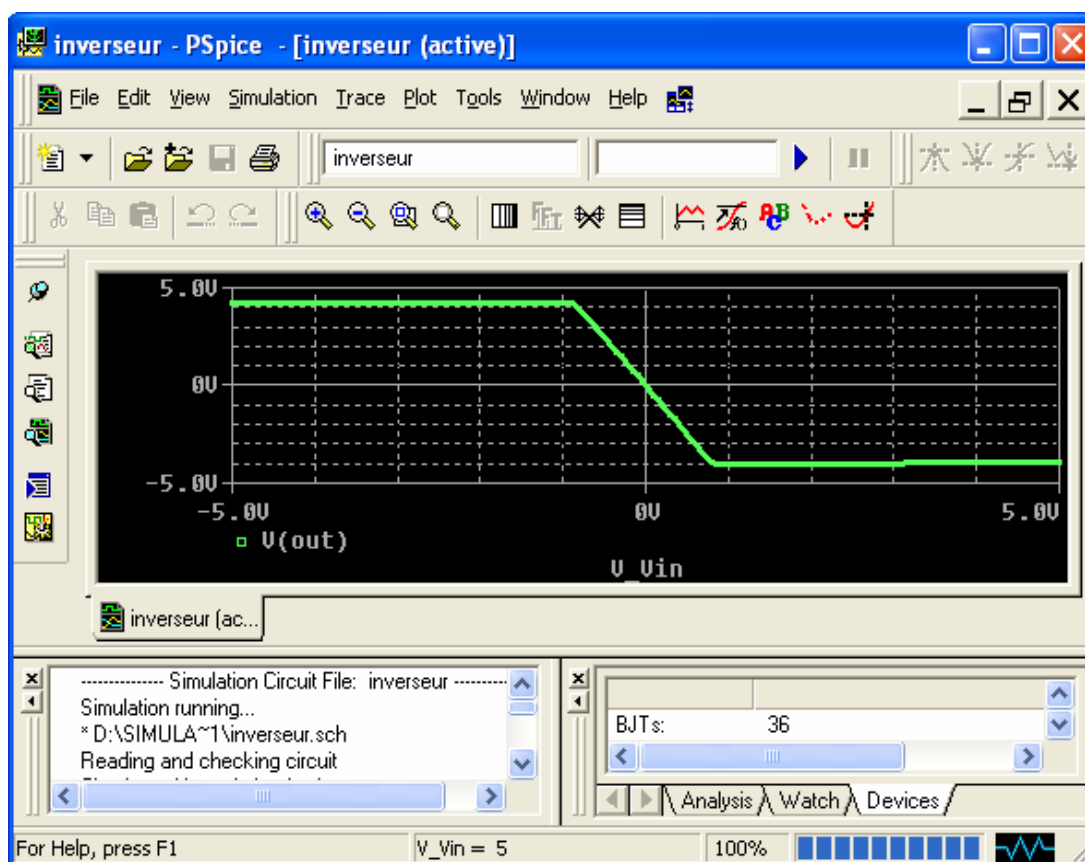 inverseur - PSpice - [inverseur (active)]
File Edit View Simulation Trace Plot Tools Window Help
inverseur
5.0V
0V
-5.0V
-5.0V 0V 5.0V
V(out)
V_Vin
inverseur (ac...
-------------- Simulation Circuit File: inverseur ----------
Simulation running...
* D:\SIMULA~1\inverseur.sch
Reading and checking circuit
BJTs: 36
Analysis Watch Devices
For Help, press F1 V_Vin = 5 100%